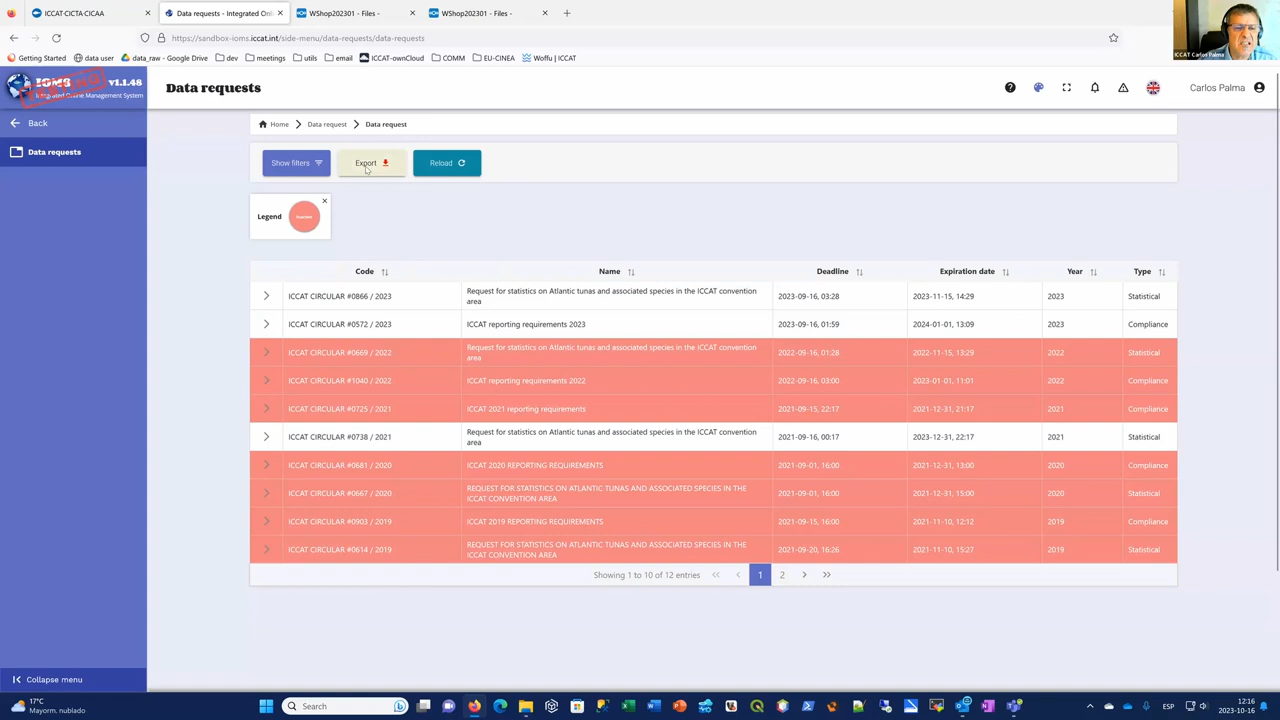 ICCAT·CICTA·CICAA
Data requests - Integrated Onli
WShop202301 - Files -
WShop202301 - Files -
https://sandbox-ioms.iccat.int/side-menu/data-requests/data-requests
Getting Started
data user
data_raw - Google Drive
dev
meetings
utils
email
ICCAT-ownCloud
COMM
EU-CINEA
Woffu | ICCAT
ICCAT Carlos Palma
IOMS
v1.1.48
Integrated Online Management System
Data requests
Carlos Palma
Back
Home
Data request
Data request
Data requests
Show filters
Export
Reload
Legend
Code
Name
Deadline
Expiration date
Year
Type
ICCAT CIRCULAR #0866 / 2023
Request for statistics on Atlantic tunas and associated species in the ICCAT convention
area
2023-09-16, 03:28
2023-11-15, 14:29
2023
Statistical
ICCAT CIRCULAR #0572 / 2023
ICCAT reporting requirements 2023
2023-09-16, 01:59
2024-01-01, 13:09
2023
Compliance
ICCAT CIRCULAR #0669 / 2022
Request for statistics on Atlantic tunas and associated species in the ICCAT convention
area
2022-09-16, 01:28
2022-11-15, 13:29
2022
Statistical
ICCAT CIRCULAR #1040 / 2022
ICCAT reporting requirements 2022
2022-09-16, 03:00
2023-01-01, 11:01
2022
Compliance
ICCAT CIRCULAR #0725 / 2021
ICCAT 2021 reporting requirements
2021-09-15, 22:17
2021-12-31, 21:17
2021
Compliance
ICCAT CIRCULAR #0738 / 2021
Request for statistics on Atlantic tunas and associated species in the ICCAT convention
area
2021-09-16, 00:17
2023-12-31, 22:17
2021
Statistical
ICCAT CIRCULAR #0681 / 2020
ICCAT 2020 REPORTING REQUIREMENTS
2021-09-01, 16:00
2021-12-31, 13:00
2020
Compliance
ICCAT CIRCULAR #0667 / 2020
REQUEST FOR STATISTICS ON ATLANTIC TUNAS AND ASSOCIATED SPECIES IN THE
ICCAT CONVENTION AREA
2021-09-01, 16:00
2021-12-31, 15:00
2020
Statistical
ICCAT CIRCULAR #0903 / 2019
ICCAT 2019 REPORTING REQUIREMENTS
2021-09-15, 16:00
2021-11-10, 12:12
2019
Compliance
ICCAT CIRCULAR #0614 / 2019
REQUEST FOR STATISTICS ON ATLANTIC TUNAS AND ASSOCIATED SPECIES IN THE
ICCAT CONVENTION AREA
2021-09-20, 16:26
2021-11-10, 15:27
2019
Statistical
Showing 1 to 10 of 12 entries
1
2
Collapse menu
17°C
Mayorm. nublado
Search
ESP
12:16
2023-10-16